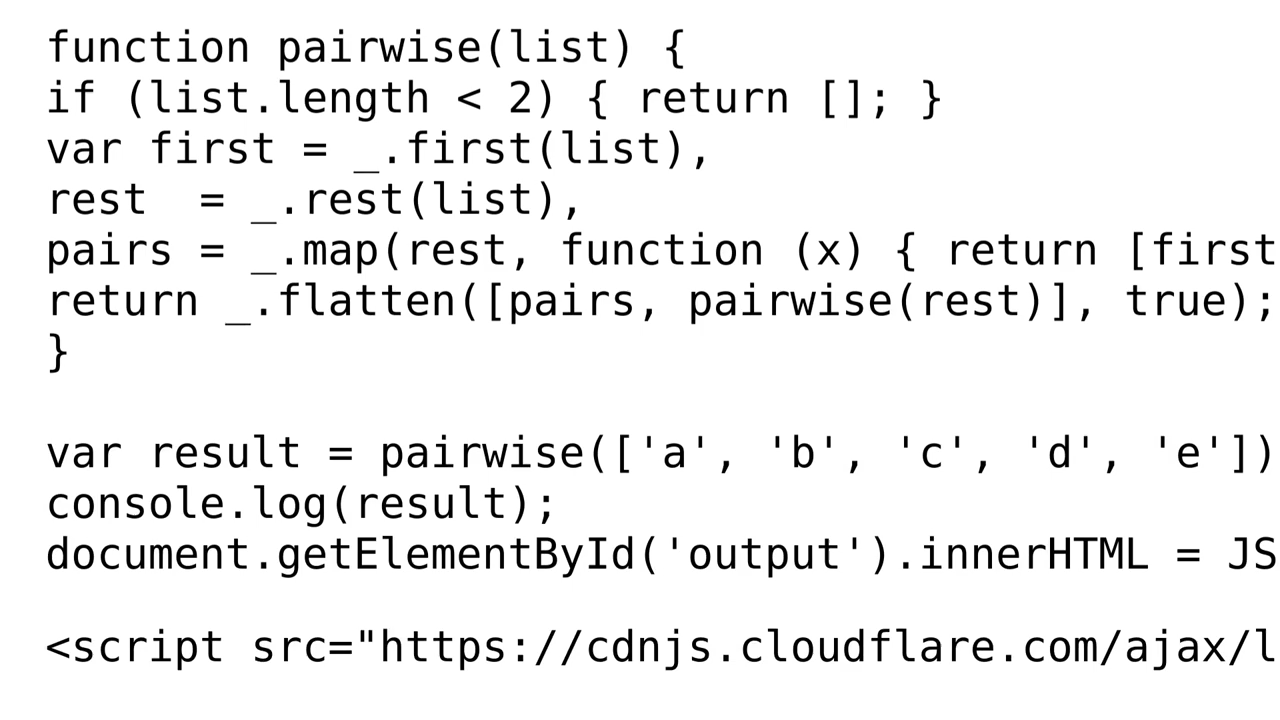 function pairwise(list) {
if (list.length < 2) { return []; }
var first = _.first(list),
rest  = _.rest(list),
pairs = _.map(rest, function (x) { return [first
return _.flatten([pairs, pairwise(rest)], true);
}

var result = pairwise(['a', 'b', 'c', 'd', 'e'])
console.log(result);
document.getElementById('output').innerHTML = JS

<script src="https://cdnjs.cloudflare.com/ajax/l